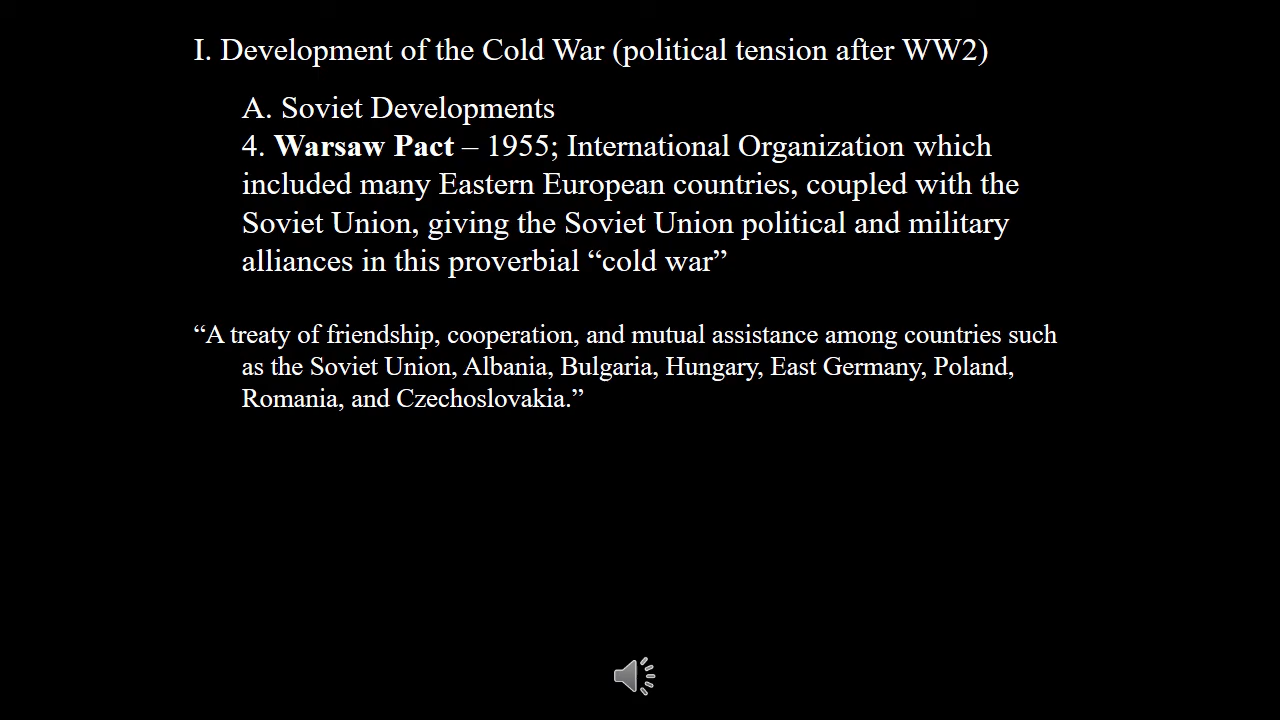 I. Development of the Cold War (political tension after WW2)
A. Soviet Developments
4. Warsaw Pact – 1955; International Organization which
included many Eastern European countries, coupled with the
Soviet Union, giving the Soviet Union political and military
alliances in this proverbial “cold war”
“A treaty of friendship, cooperation, and mutual assistance among countries such
as the Soviet Union, Albania, Bulgaria, Hungary, East Germany, Poland,
Romania, and Czechoslovakia.”